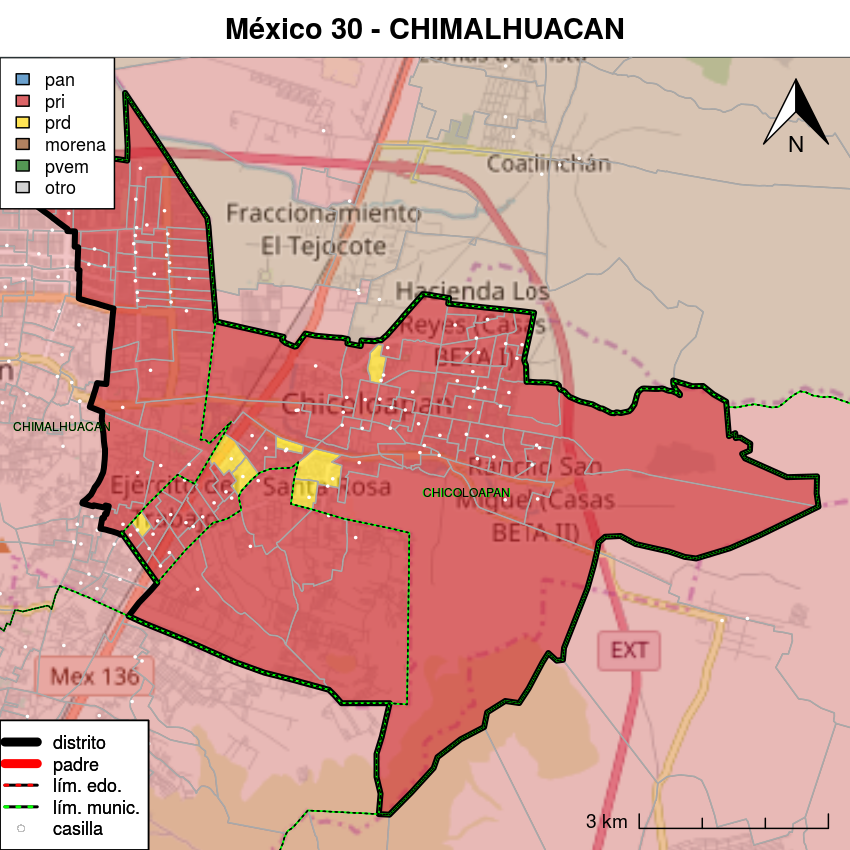 México 30 - CHIMALHUACAN
pan
pri
prd
morena
pvem
otro
N
Coatlinchán
Fraccionamiento
El Tejocote
Hacienda Los
Reyes (Casas
BETA I)
Chicoloapan
CHIMALHUACAN
Ejército de
Santa Rosa
Rancho San
CHICOLOAPAN
Miguel (Casas
BETA II)
EXT
Mex 136
distrito
padre
lím. edo.
lím. munic.
casilla
3 km